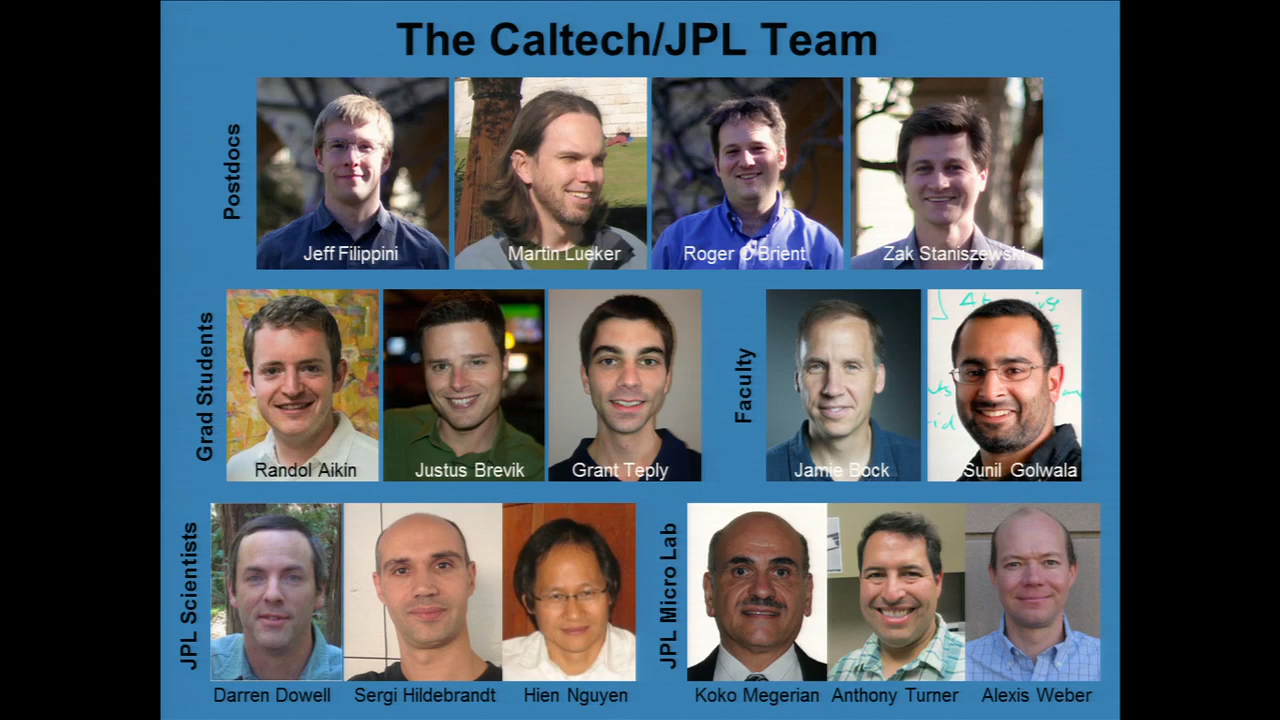 The Caltech/JPL Team
Postdocs
Jeff Filippini
Martin Lueker
Roger O'Brient
Zak Staniszewski
Grad Students
Randol Aikin
Justus Brevik
Grant Teply
Faculty
Jamie Bock
Sunil Golwala
JPL Scientists
Darren Dowell
Sergi Hildebrandt
Hien Nguyen
JPL Micro Lab
Koko Megerian
Anthony Turner
Alexis Weber